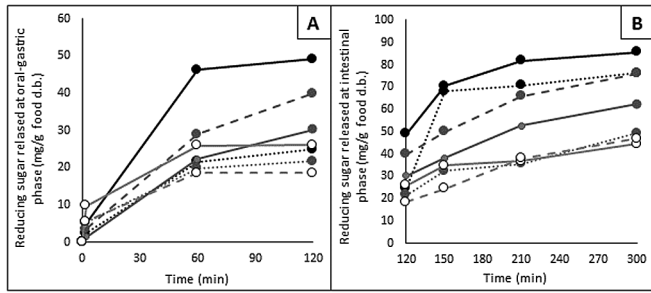 A
Reducing sugar released at oral-gastric
phase (mg/g food d.b.)
60
50
40
30
20
10
0
0 30 60 90 120
Time (min)
B
Reducing sugar released at intestinal
phase (mg/g food d.b.)
100
90
80
70
60
50
40
30
20
10
0
120 150 180 210 240 270 300
Time (min)